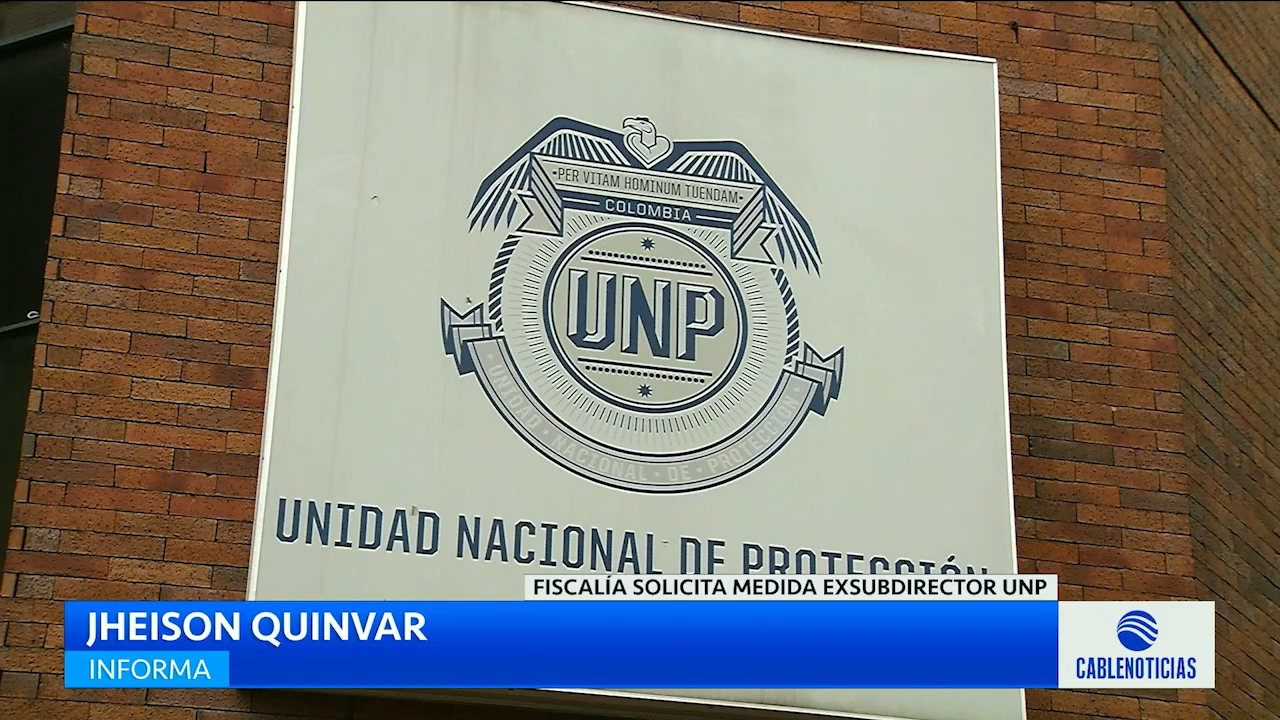 PER VITAM HOMINUM TUENDAM
COLOMBIA
UNP
UNIDAD • NACIONAL • DE • PROTECCIÓN
UNIDAD NACIONAL DE PROTECCIÓN
FISCALÍA SOLICITA MEDIDA EXSUBDIRECTOR UNP
JHEISON QUINVAR
INFORMA
CABLENOTICIAS